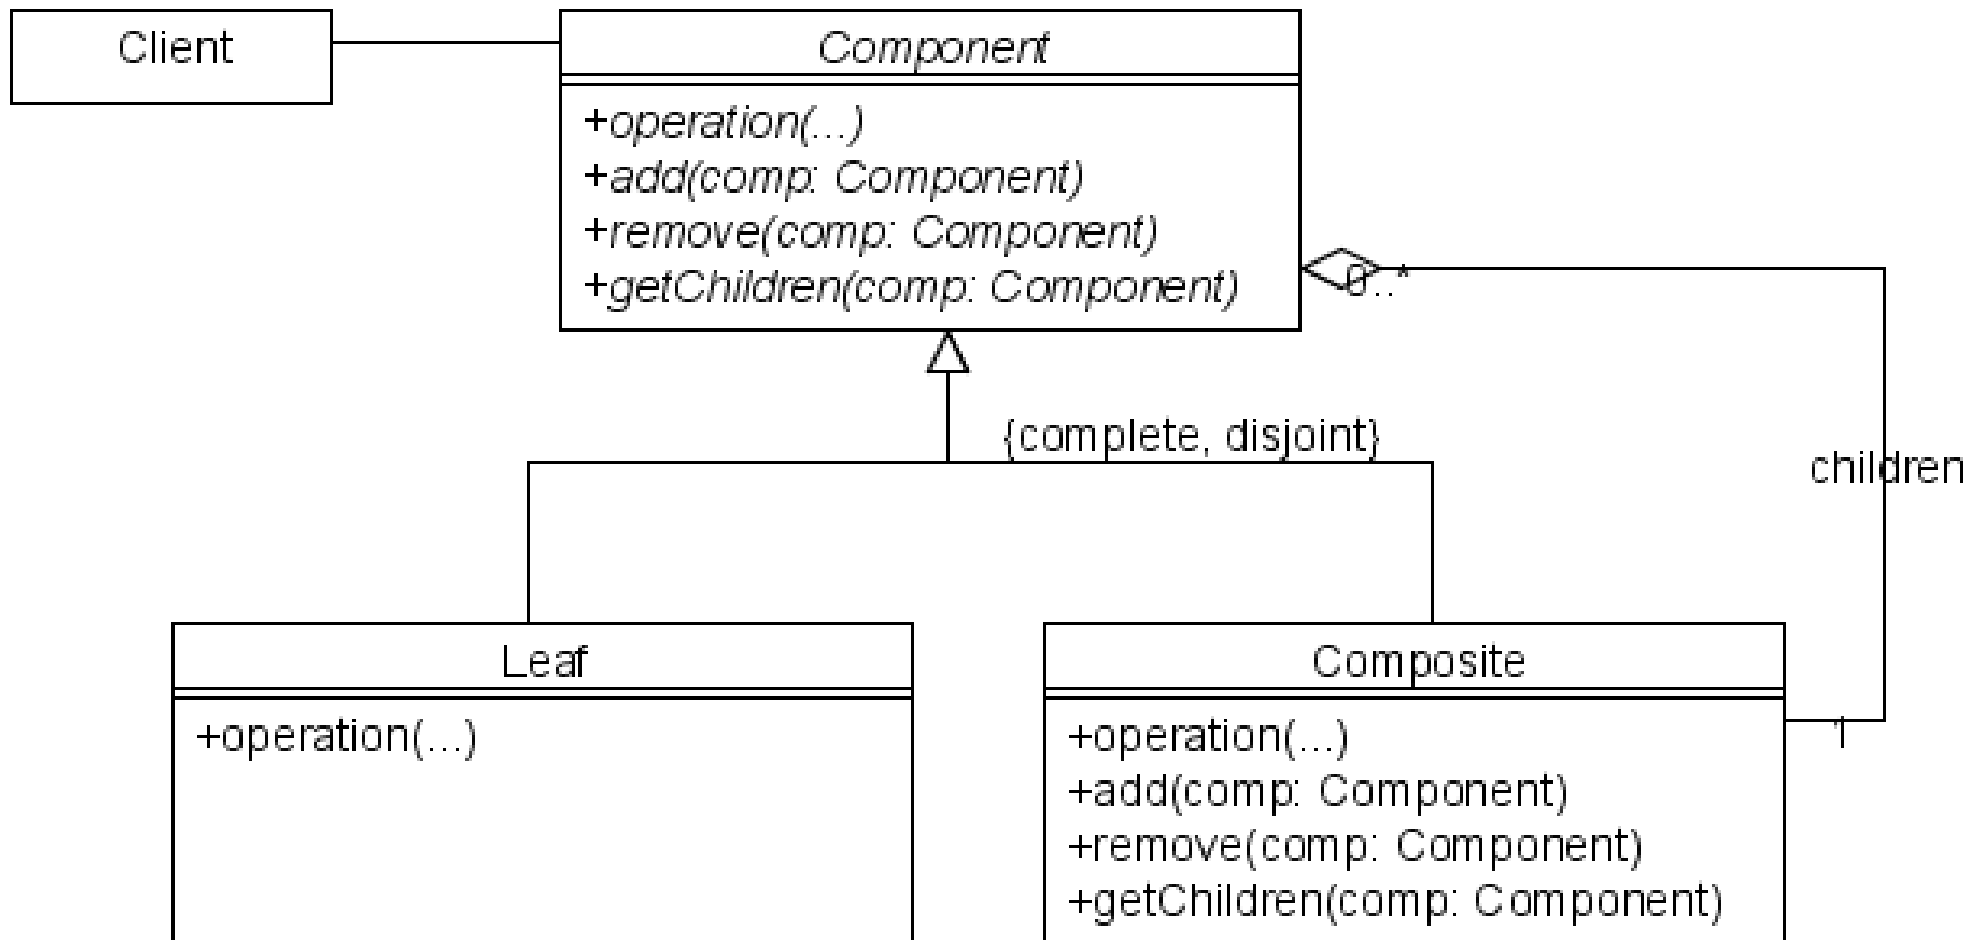 Client
Component
+operation(...)
+add(comp: Component)
+remove(comp: Component)
+getChildren(comp: Component)
0..*
{complete, disjoint}
children
Leaf
+operation(...)
Composite
1
+operation(...)
+add(comp: Component)
+remove(comp: Component)
+getChildren(comp: Component)